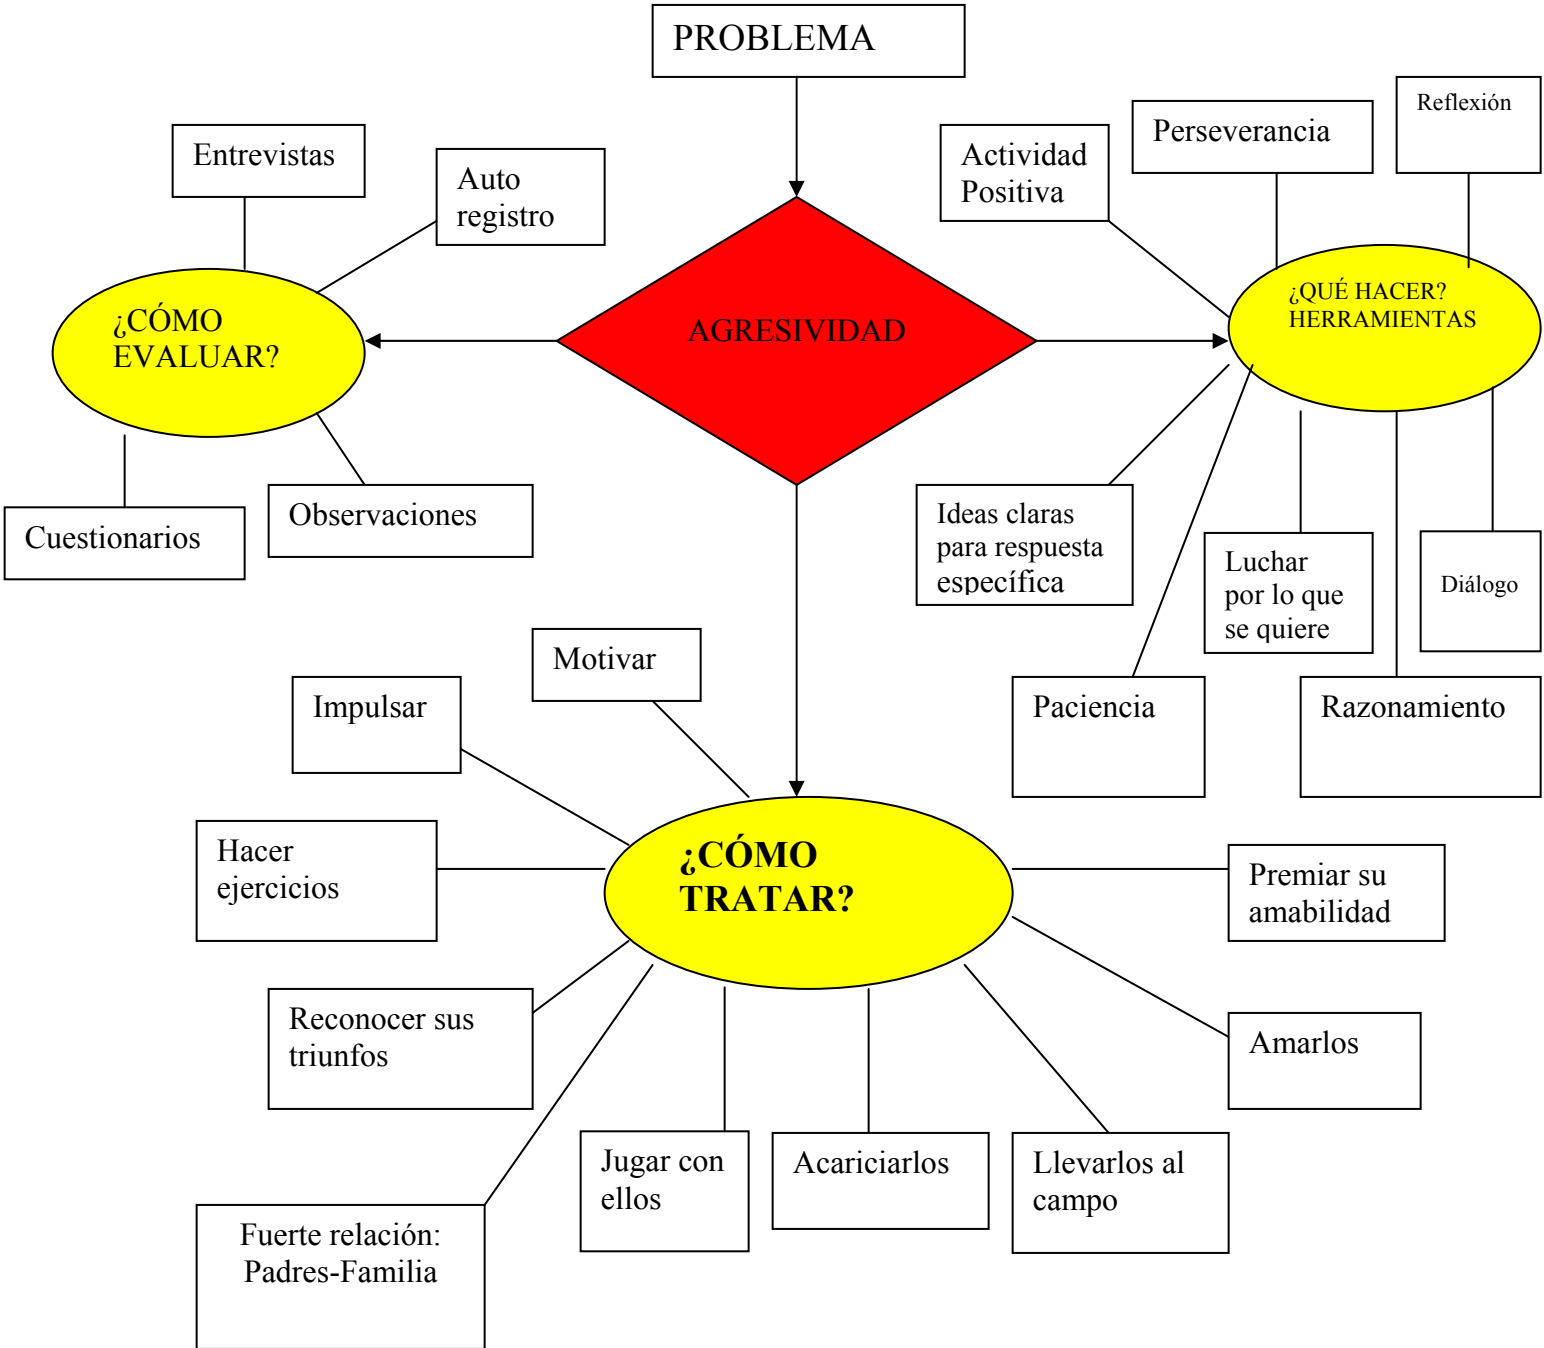 PROBLEMA
Entrevistas
Auto
registro
Actividad
Positiva
Perseverancia
Reflexión
¿CÓMO
EVALUAR?
AGRESIVIDAD
¿QUÉ HACER?
HERRAMIENTAS
Cuestionarios
Observaciones
Ideas claras
para respuesta
específica
Luchar
por lo que
se quiere
Diálogo
Paciencia
Razonamiento
Motivar
Impulsar
Hacer
ejercicios
¿CÓMO
TRATAR?
Premiar su
amabilidad
Reconocer sus
triunfos
Amarlos
Jugar con
ellos
Acariciarlos
Llevarlos al
campo
Fuerte relación:
Padres-Familia